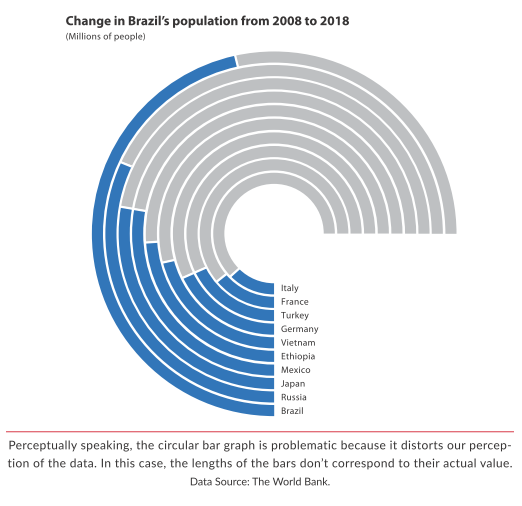 Change in Brazil's population from 2008 to 2018
(Millions of people)
Italy
France
Turkey
Germany
Vietnam
Ethiopia
Mexico
Japan
Russia
Brazil
Perceptually speaking, the circular bar graph is problematic because it distorts our percep-
tion of the data. In this case, the lengths of the bars don't correspond to their actual value.
Data Source: The World Bank.